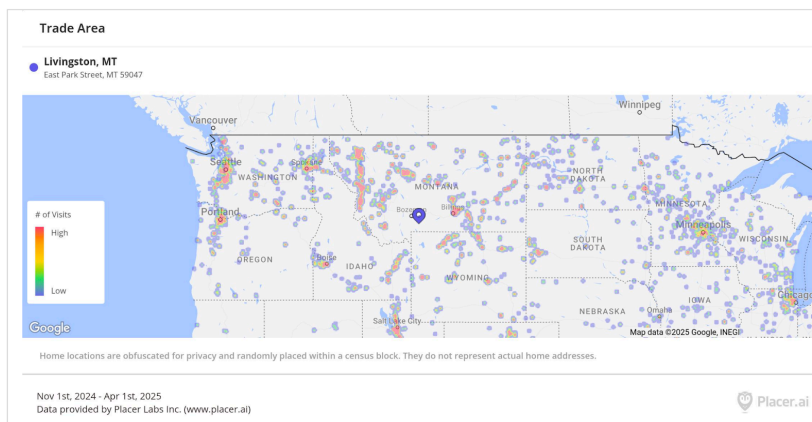 Trade Area
Livingston, MT
East Park Street, MT 59047
Winnipeg
Vancouver
Seattle
Spokane
WASHINGTON
NORTH
DAKOTA
MONTANA
MINNESOTA
# of Visits
High
Portland
Bozeman
Billings
Minneapolis
WISCONSIN
SOUTH
DAKOTA
OREGON
Boise
IDAHO
WYOMING
Low
Chicago
IOWA
NEBRASKA
Omaha
Salt Lake City
Google
Map data ©2025 Google, INEGI
Home locations are obfuscated for privacy and randomly placed within a census block. They do not represent actual home addresses.
Nov 1st, 2024 - Apr 1st, 2025
Data provided by Placer Labs Inc. (www.placer.ai)
Placer.ai